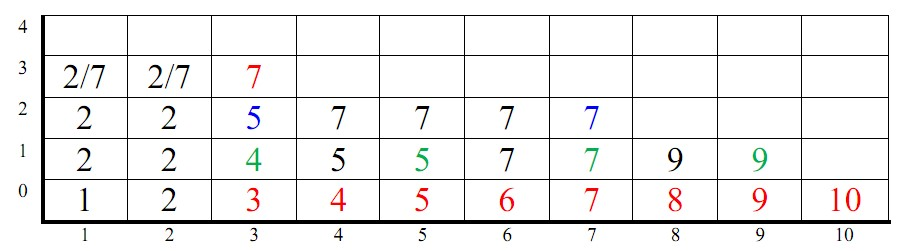 4
3 2/7 2/7 7
2 2 2 5 7 7 7 7
1 2 2 4 5 5 7 7 9 9
0 1 2 3 4 5 6 7 8 9 10
1 2 3 4 5 6 7 8 9 10